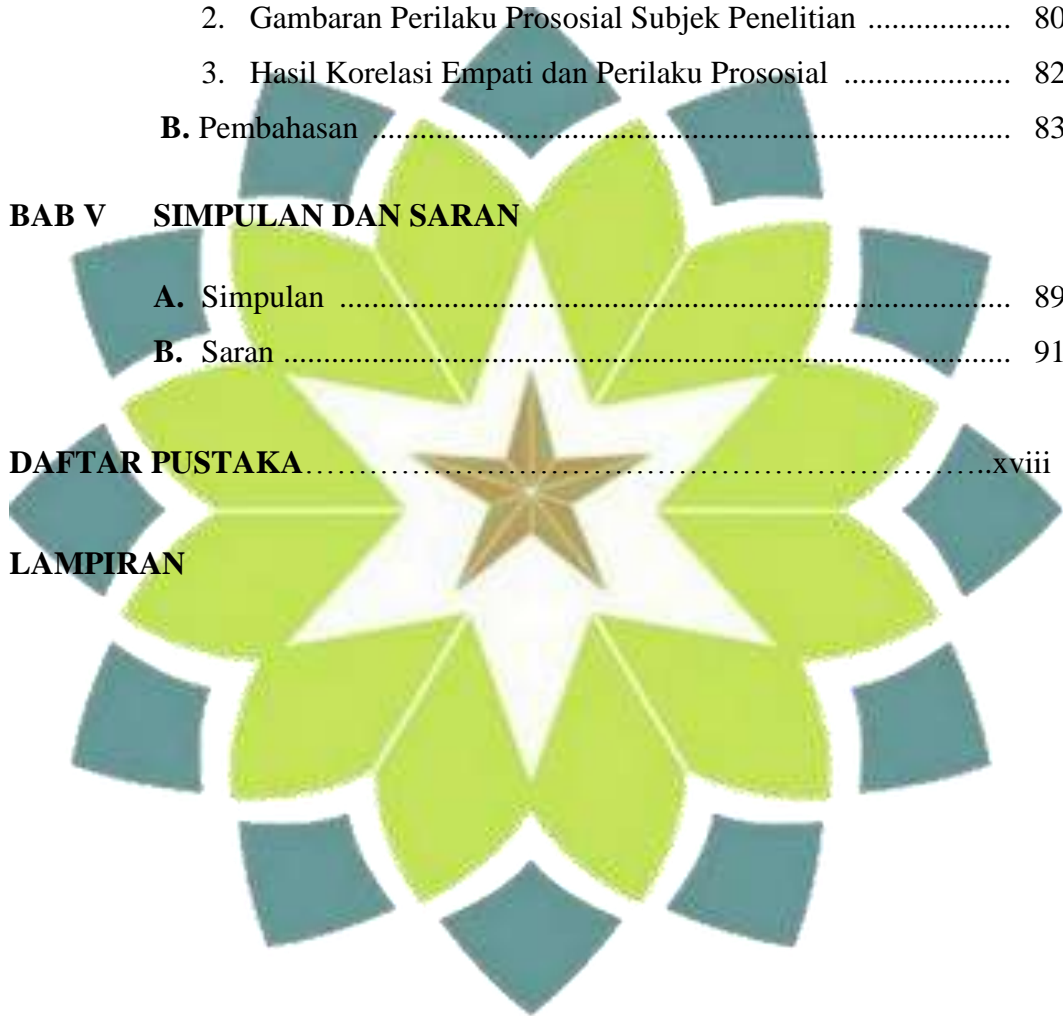 2. Gambaran Perilaku Prososial Subjek Penelitian .................. 80
3. Hasil Korelasi Empati dan Perilaku Prososial ..................... 82
B. Pembahasan ................................................................................ 83
BAB V SIMPULAN DAN SARAN
A. Simpulan .................................................................................... 89
B. Saran ........................................................................................... 91
DAFTAR PUSTAKA………………………………………………………………..xviii
LAMPIRAN